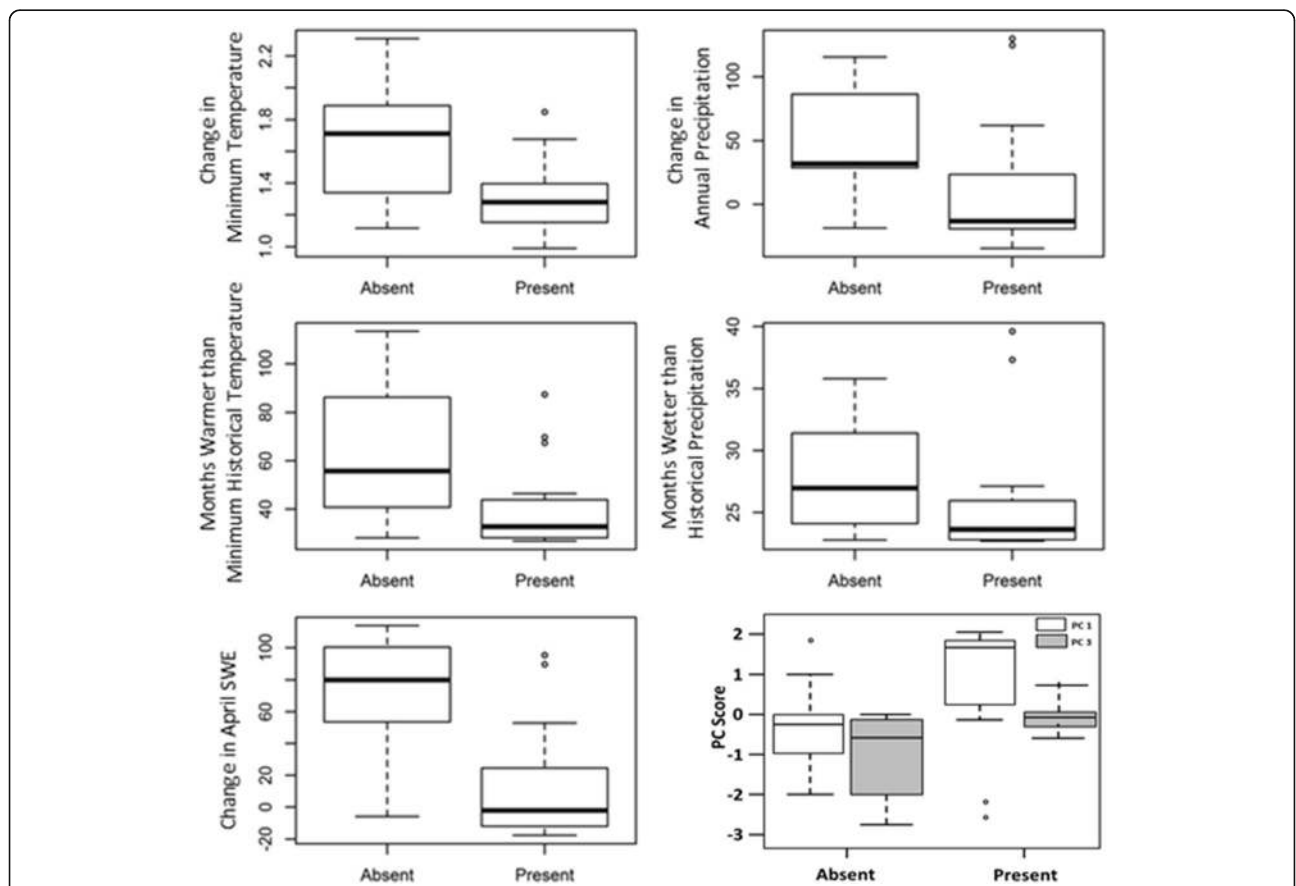 Change in
Minimum Temperature
2.2
1.8
1.4
1.0
Absent
Present
Change in
Annual Precipitation
100
50
0
Absent
Present
Months Warmer than
Minimum Historical Temperature
100
80
60
40
Absent
Present
Months Wetter than
Historical Precipitation
40
35
30
25
Absent
Present
Change in April SWE
100
60
20
0
-20
Absent
Present
PC Score
2
1
0
-1
-2
-3
PC 1
PC 3
Absent
Present